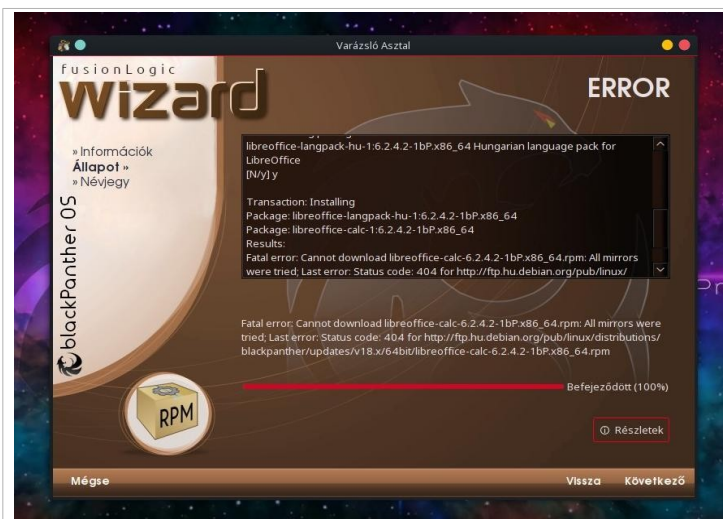 Varázsló Asztal
fusionLogic
Wizard
ERROR
» Információk
Állapot »
» Névjegy
blackPanther OS
libreoffice-langpack-hu-1:6.2.4.2-1bP.x86_64 Hungarian language pack for
LibreOffice
[N/y] y
Transaction: Installing
Package: libreoffice-langpack-hu-1:6.2.4.2-1bP.x86_64
Package: libreoffice-calc-1:6.2.4.2-1bP.x86_64
Results:
Fatal error: Cannot download libreoffice-calc-6.2.4.2-1bP.x86_64.rpm: All mirrors
were tried; Last error: Status code: 404 for http://ftp.hu.debian.org/pub/linux/
Fatal error: Cannot download libreoffice-calc-6.2.4.2-1bP.x86_64.rpm: All mirrors were
tried; Last error: Status code: 404 for http://ftp.hu.debian.org/pub/linux/distributions/
blackpanther/updates/v18.x/64bit/libreoffice-calc-6.2.4.2-1bP.x86_64.rpm
Befejeződött (100%)
RPM
Részletek
Mégse
Vissza
Következő